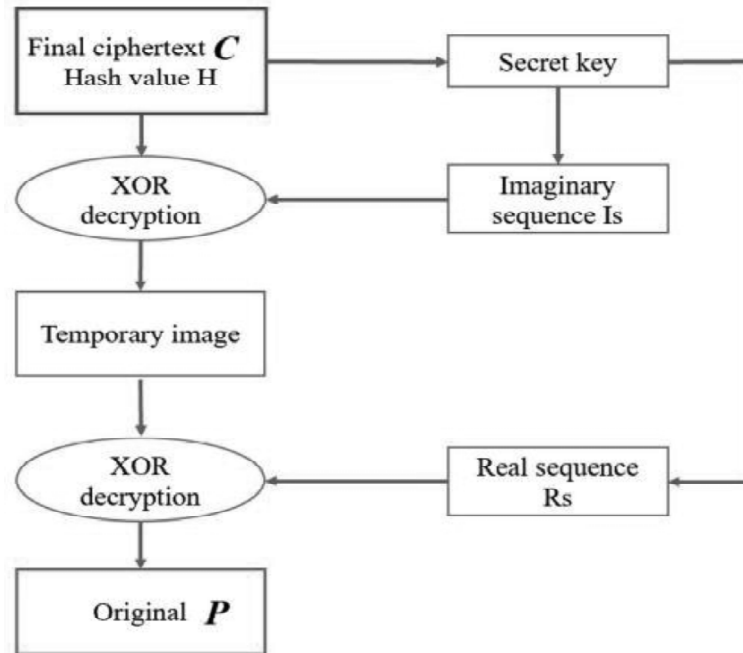 Final ciphertext C
Hash value H
Secret key
XOR
decryption
Imaginary
sequence Is
Temporary image
XOR
decryption
Real sequence
Rs
Original P